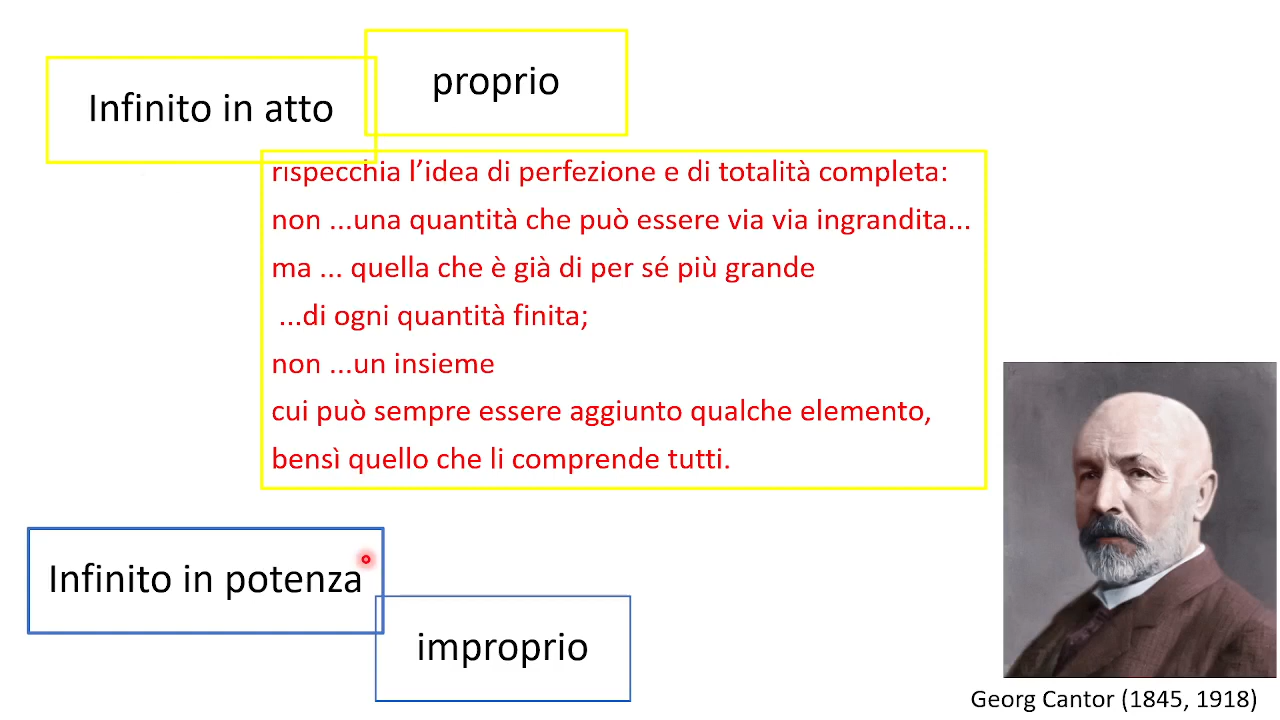 proprio
Infinito in atto
rispecchia l’idea di perfezione e di totalità completa:
non ...una quantità che può essere via via ingrandita...
ma ... quella che è già di per sé più grande
...di ogni quantità finita;
non ...un insieme
cui può sempre essere aggiunto qualche elemento,
bensì quello che li comprende tutti.
Infinito in potenza
improprio
Georg Cantor (1845, 1918)